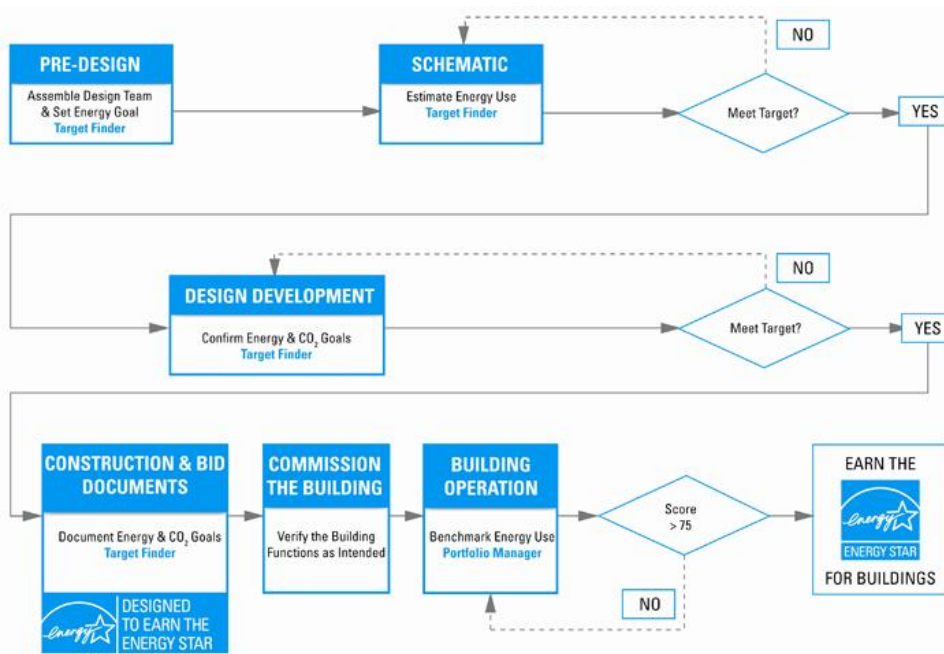 PRE-DESIGN
Assemble Design Team
& Set Energy Goal
Target Finder
SCHEMATIC
Estimate Energy Use
Target Finder
NO
Meet Target?
YES
DESIGN DEVELOPMENT
Confirm Energy & CO₂ Goals
Target Finder
NO
Meet Target?
YES
CONSTRUCTION & BID
DOCUMENTS
Document Energy & CO₂ Goals
Target Finder
energy
DESIGNED
TO EARN THE
ENERGY STAR
COMMISSION
THE BUILDING
Verify the Building
Functions as Intended
BUILDING
OPERATION
Benchmark Energy Use
Portfolio Manager
Score
> 75
NO
EARN THE
energy
ENERGY STAR
FOR BUILDINGS